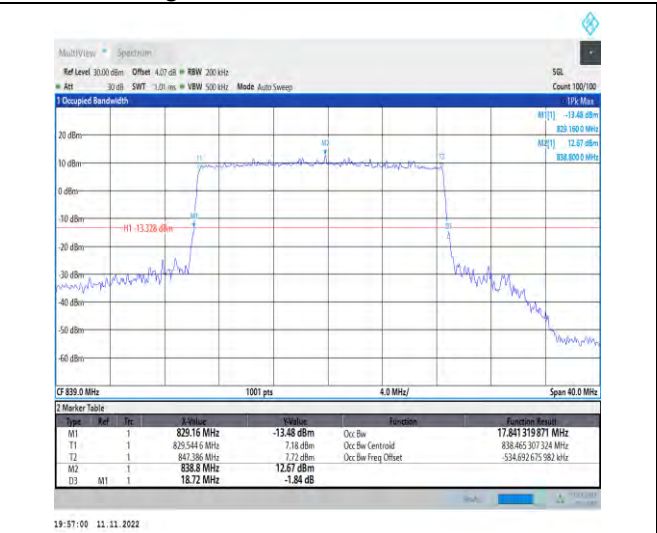 MultiView Spectrum
Ref Level 30.00 dBm Offset 4.07 dB RBW 200 kHz SGL
Att 30 dB SWT 1.01 ms VBW 500 kHz Mode Auto Sweep Count 100/100
1 Occupied Bandwidth 1Pk Max
M1[1] -13.48 dBm
829.160 0 MHz
M2[1] 12.67 dBm
838.800 0 MHz
20 dBm
M2
10 dBm
T1
T2
0 dBm
-10 dBm
M1
H1 -13.328 dBm
D3
-20 dBm
-30 dBm
-40 dBm
-50 dBm
-60 dBm
CF 839.0 MHz 1001 pts 4.0 MHz/ Span 40.0 MHz
2 Marker Table
Type Ref Trc X-Value Y-Value Function Function Result
M1 1 829.16 MHz -13.48 dBm Occ Bw 17.841 319 871 MHz
T1 1 829.544 6 MHz 7.18 dBm Occ Bw Centroid 838.465 307 324 MHz
T2 1 847.386 MHz 7.72 dBm Occ Bw Freq Offset -534.692 675 982 kHz
M2 1 838.8 MHz 12.67 dBm
D3 M1 1 18.72 MHz -1.84 dB
19:57:00 11.11.2022